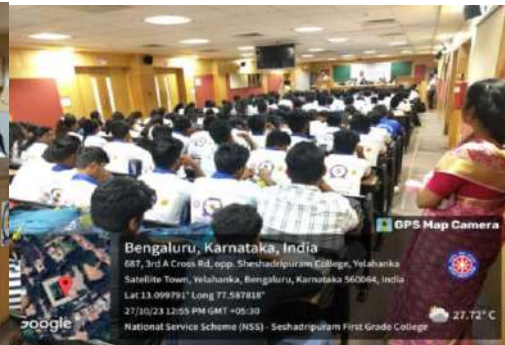 GPS Map Camera
Bengaluru, Karnataka, India
687, 3rd A Cross Rd, opp. Sheshadripuram College, Yelahanka
Satellite Town, Yelahanka, Bengaluru, Karnataka 560064, India
Lat 13.099791° Long 77.587818°
27/10/23 12:55 PM GMT +05:30
Google
27.72°C
National Service Scheme (NSS) - Seshadripuram First Grade College